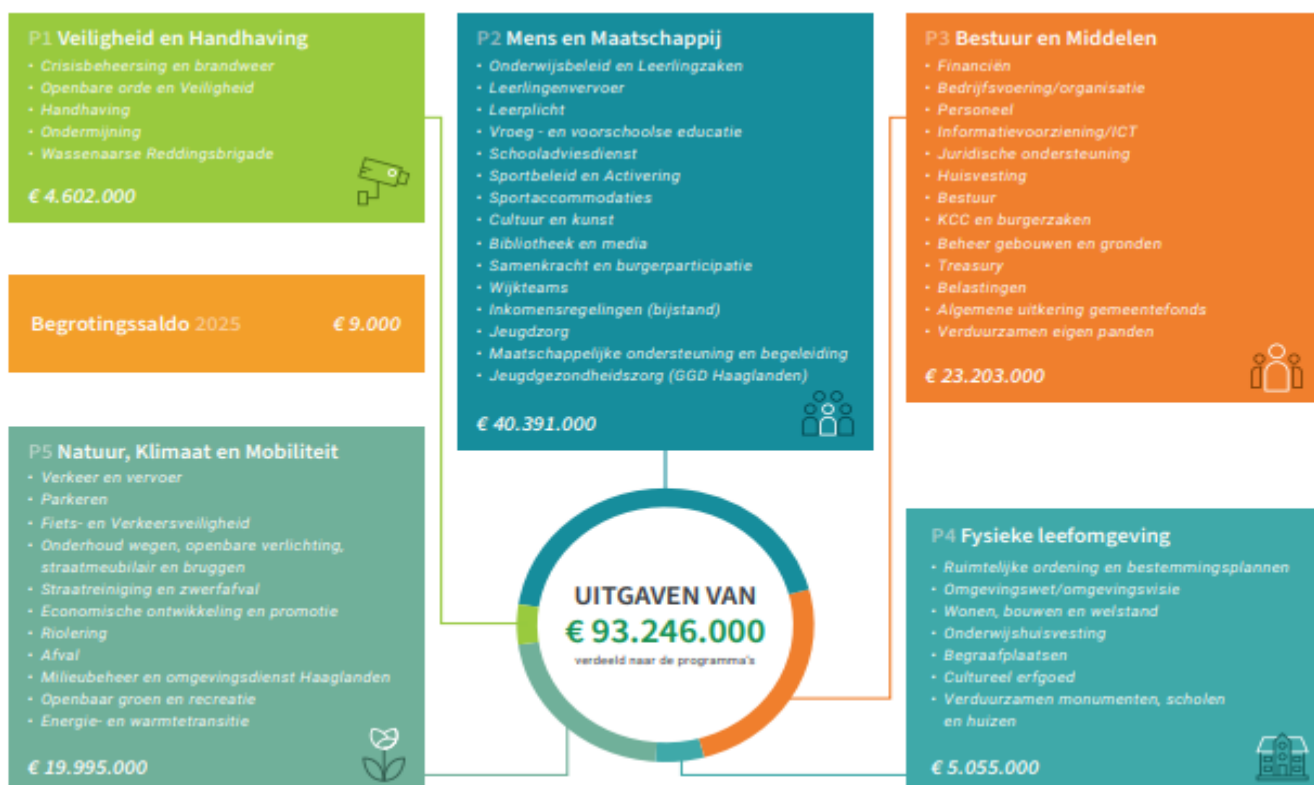 P1 Veiligheid en Handhaving
• Crisisbeheersing en brandweer
• Openbare orde en Veiligheid
• Handhaving
• Ondermijning
• Wassenaarse Reddingsbrigade
€ 4.602.000
Begrotingssaldo 2025 € 9.000
P5 Natuur, Klimaat en Mobiliteit
• Verkeer en vervoer
• Parkeren
• Fiets- en Verkeersveiligheid
• Onderhoud wegen, openbare verlichting,
straatmeubilair en bruggen
• Straatreiniging en zwerfafval
• Economische ontwikkeling en promotie
• Riolering
• Afval
• Milieubeheer en omgevingsdienst Haaglanden
• Openbaar groen en recreatie
• Energie- en warmtetransitie
€ 19.995.000
P2 Mens en Maatschappij
• Onderwijsbeleid en Leerlingzaken
• Leerlingenvervoer
• Leerplicht
• Vroeg - en voorschoolse educatie
• Schooladviesdienst
• Sportbeleid en Activering
• Sportaccommodaties
• Cultuur en kunst
• Bibliotheek en media
• Samenkracht en burgerparticipatie
• Wijkteams
• Inkomensregelingen (bijstand)
• Jeugdzorg
• Maatschappelijke ondersteuning en begeleiding
• Jeugdgezondheidszorg (GGD Haaglanden)
€ 40.391.000
UITGAVEN VAN
€ 93.246.000
verdeeld naar de programma's
P3 Bestuur en Middelen
• Financiën
• Bedrijfsvoering/organisatie
• Personeel
• Informatievoorziening/ICT
• Juridische ondersteuning
• Huisvesting
• Bestuur
• KCC en burgerzaken
• Beheer gebouwen en gronden
• Treasury
• Belastingen
• Algemene uitkering gemeentefonds
• Verduurzamen eigen panden
€ 23.203.000
P4 Fysieke leefomgeving
• Ruimtelijke ordening en bestemmingsplannen
• Omgevingswet/omgevingsvisie
• Wonen, bouwen en welstand
• Onderwijshuisvesting
• Begraafplaatsen
• Cultureel erfgoed
• Verduurzamen monumenten, scholen
en huizen
€ 5.055.000